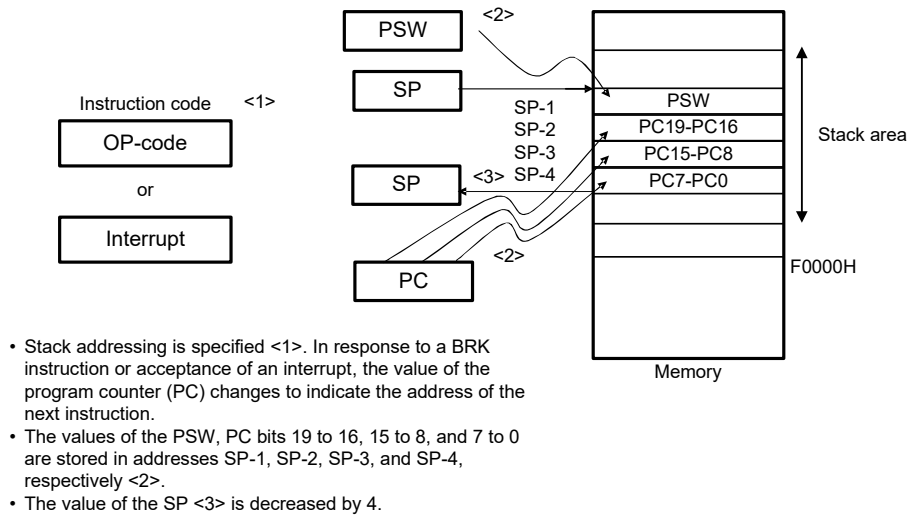 PSW
<2>
SP
Instruction code <1>
OP-code
or
Interrupt
SP-1
SP-2
SP-3
SP-4
SP
<3>
<2>
PC
PSW
PC19-PC16
PC15-PC8
PC7-PC0
Stack area
F0000H
Memory
• Stack addressing is specified <1>. In response to a BRK
instruction or acceptance of an interrupt, the value of the
program counter (PC) changes to indicate the address of the
next instruction.
• The values of the PSW, PC bits 19 to 16, 15 to 8, and 7 to 0
are stored in addresses SP-1, SP-2, SP-3, and SP-4,
respectively <2>.
• The value of the SP <3> is decreased by 4.